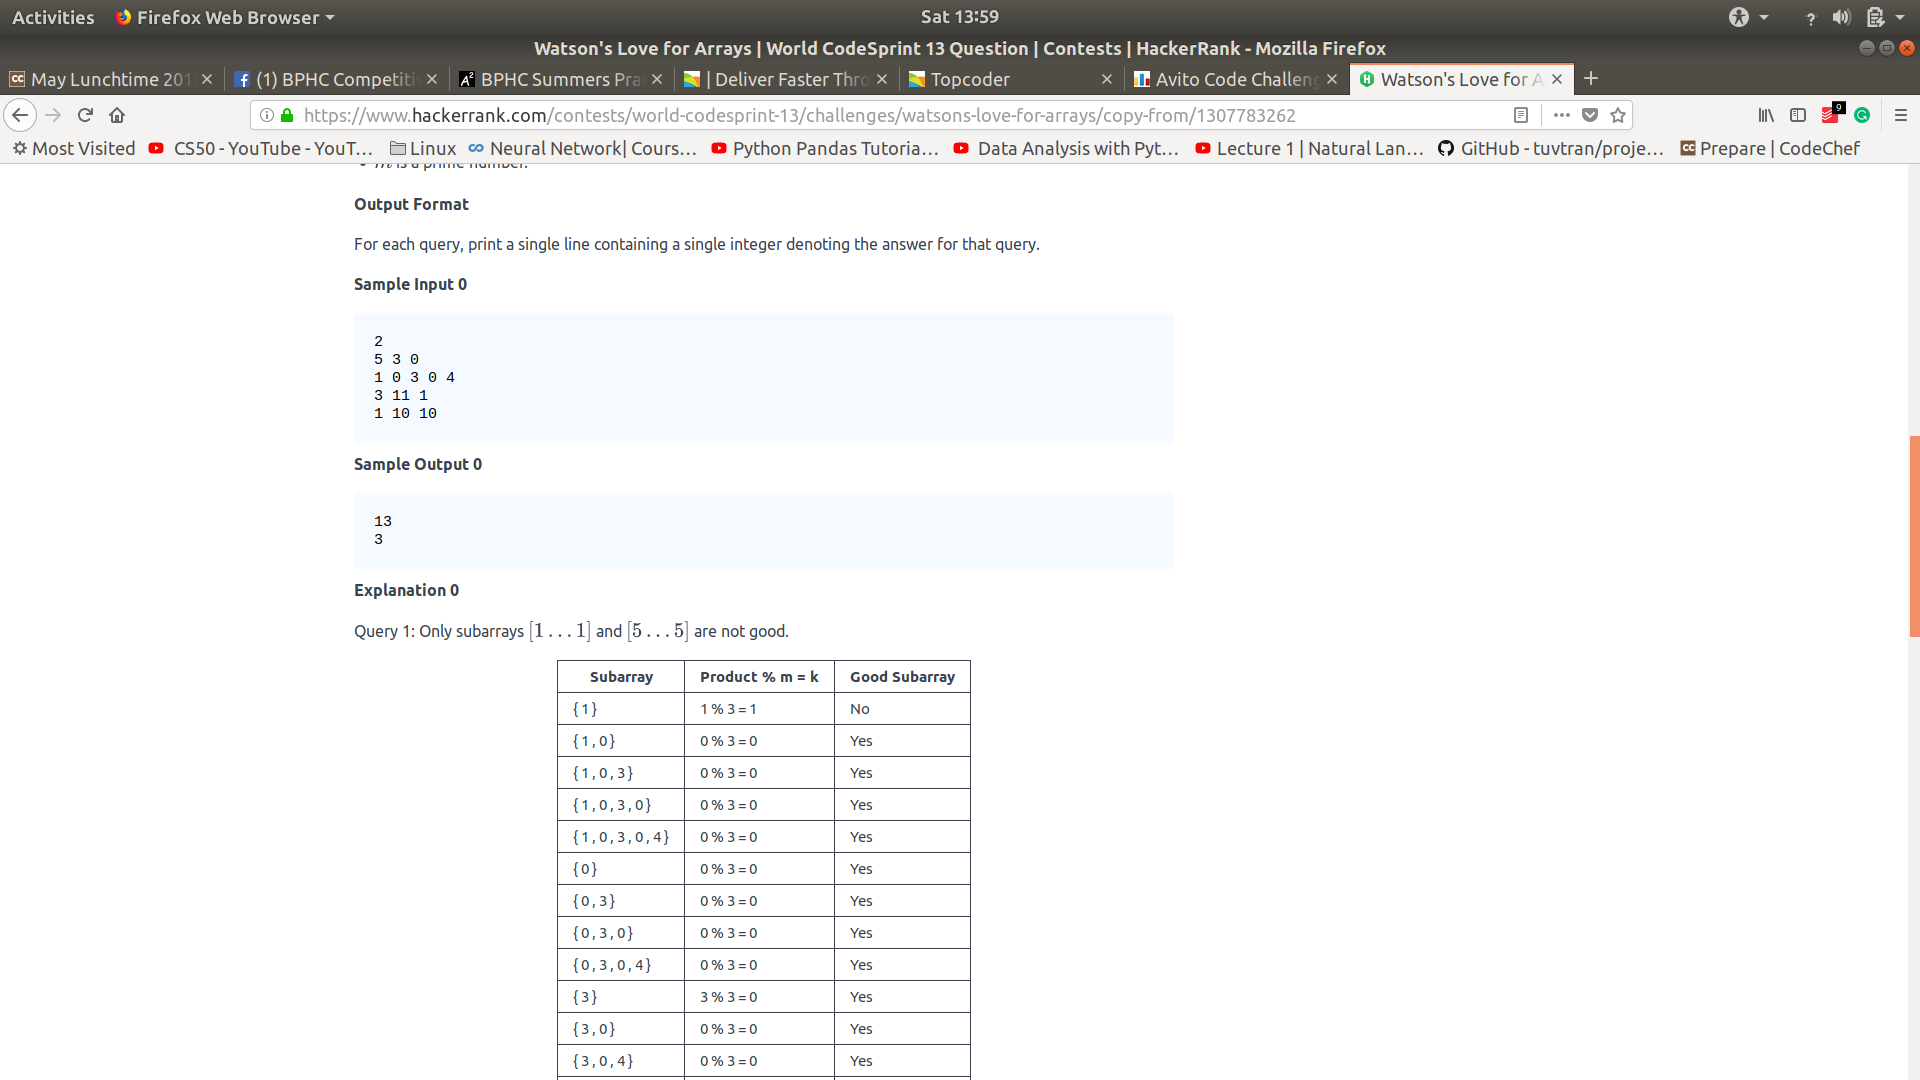 Activities Firefox Web Browser Sat 13:59 ?
Watson's Love for Arrays | World CodeSprint 13 Question | Contests | HackerRank - Mozilla Firefox
CC May Lunchtime 201 f (1) BPHC Competiti A² BPHC Summers Pra | Deliver Faster Thro Topcoder Avito Code Challeng H Watson's Love for A
https://www.hackerrank.com/contests/world-codesprint-13/challenges/watsons-love-for-arrays/copy-from/1307783262 9 G
Most Visited CS50 - YouTube - YouT... Linux Neural Network| Cours... Python Pandas Tutoria... Data Analysis with Pyt... Lecture 1 | Natural Lan... GitHub - tuvtran/proje... CC Prepare | CodeChef
• m is a prime number.
Output Format
For each query, print a single line containing a single integer denoting the answer for that query.
Sample Input 0
2
5 3 0
1 0 3 0 4
3 11 1
1 10 10
Sample Output 0
13
3
Explanation 0
Query 1: Only subarrays [1 . . . 1] and [5 . . . 5] are not good.
Subarray Product % m = k Good Subarray
{ 1 } 1 % 3 = 1 No
{ 1 , 0 } 0 % 3 = 0 Yes
{ 1 , 0 , 3 } 0 % 3 = 0 Yes
{ 1 , 0 , 3 , 0 } 0 % 3 = 0 Yes
{ 1 , 0 , 3 , 0 , 4 } 0 % 3 = 0 Yes
{ 0 } 0 % 3 = 0 Yes
{ 0 , 3 } 0 % 3 = 0 Yes
{ 0 , 3 , 0 } 0 % 3 = 0 Yes
{ 0 , 3 , 0 , 4 } 0 % 3 = 0 Yes
{ 3 } 3 % 3 = 0 Yes
{ 3 , 0 } 0 % 3 = 0 Yes
{ 3 , 0 , 4 } 0 % 3 = 0 Yes